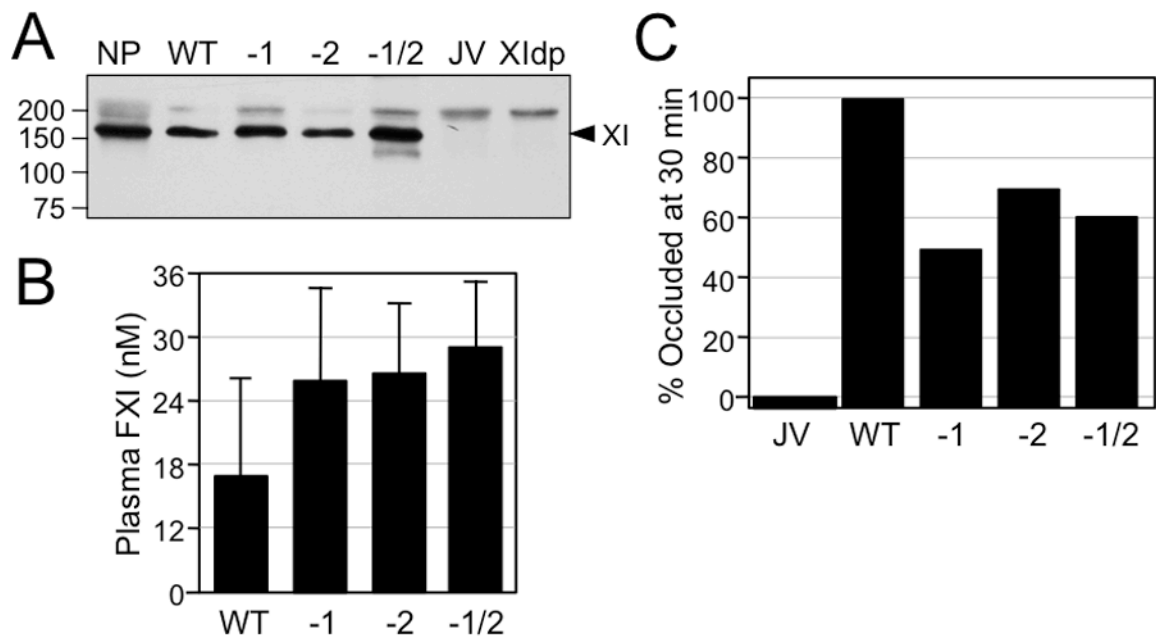 A
NP WT -1 -2 -1/2 JV XIdp
200
150
100
75
XI
B
Plasma FXI (nM)
36
30
24
18
12
0
WT -1 -2 -1/2
C
% Occluded at 30 min
100
80
60
40
20
0
JV WT -1 -2 -1/2